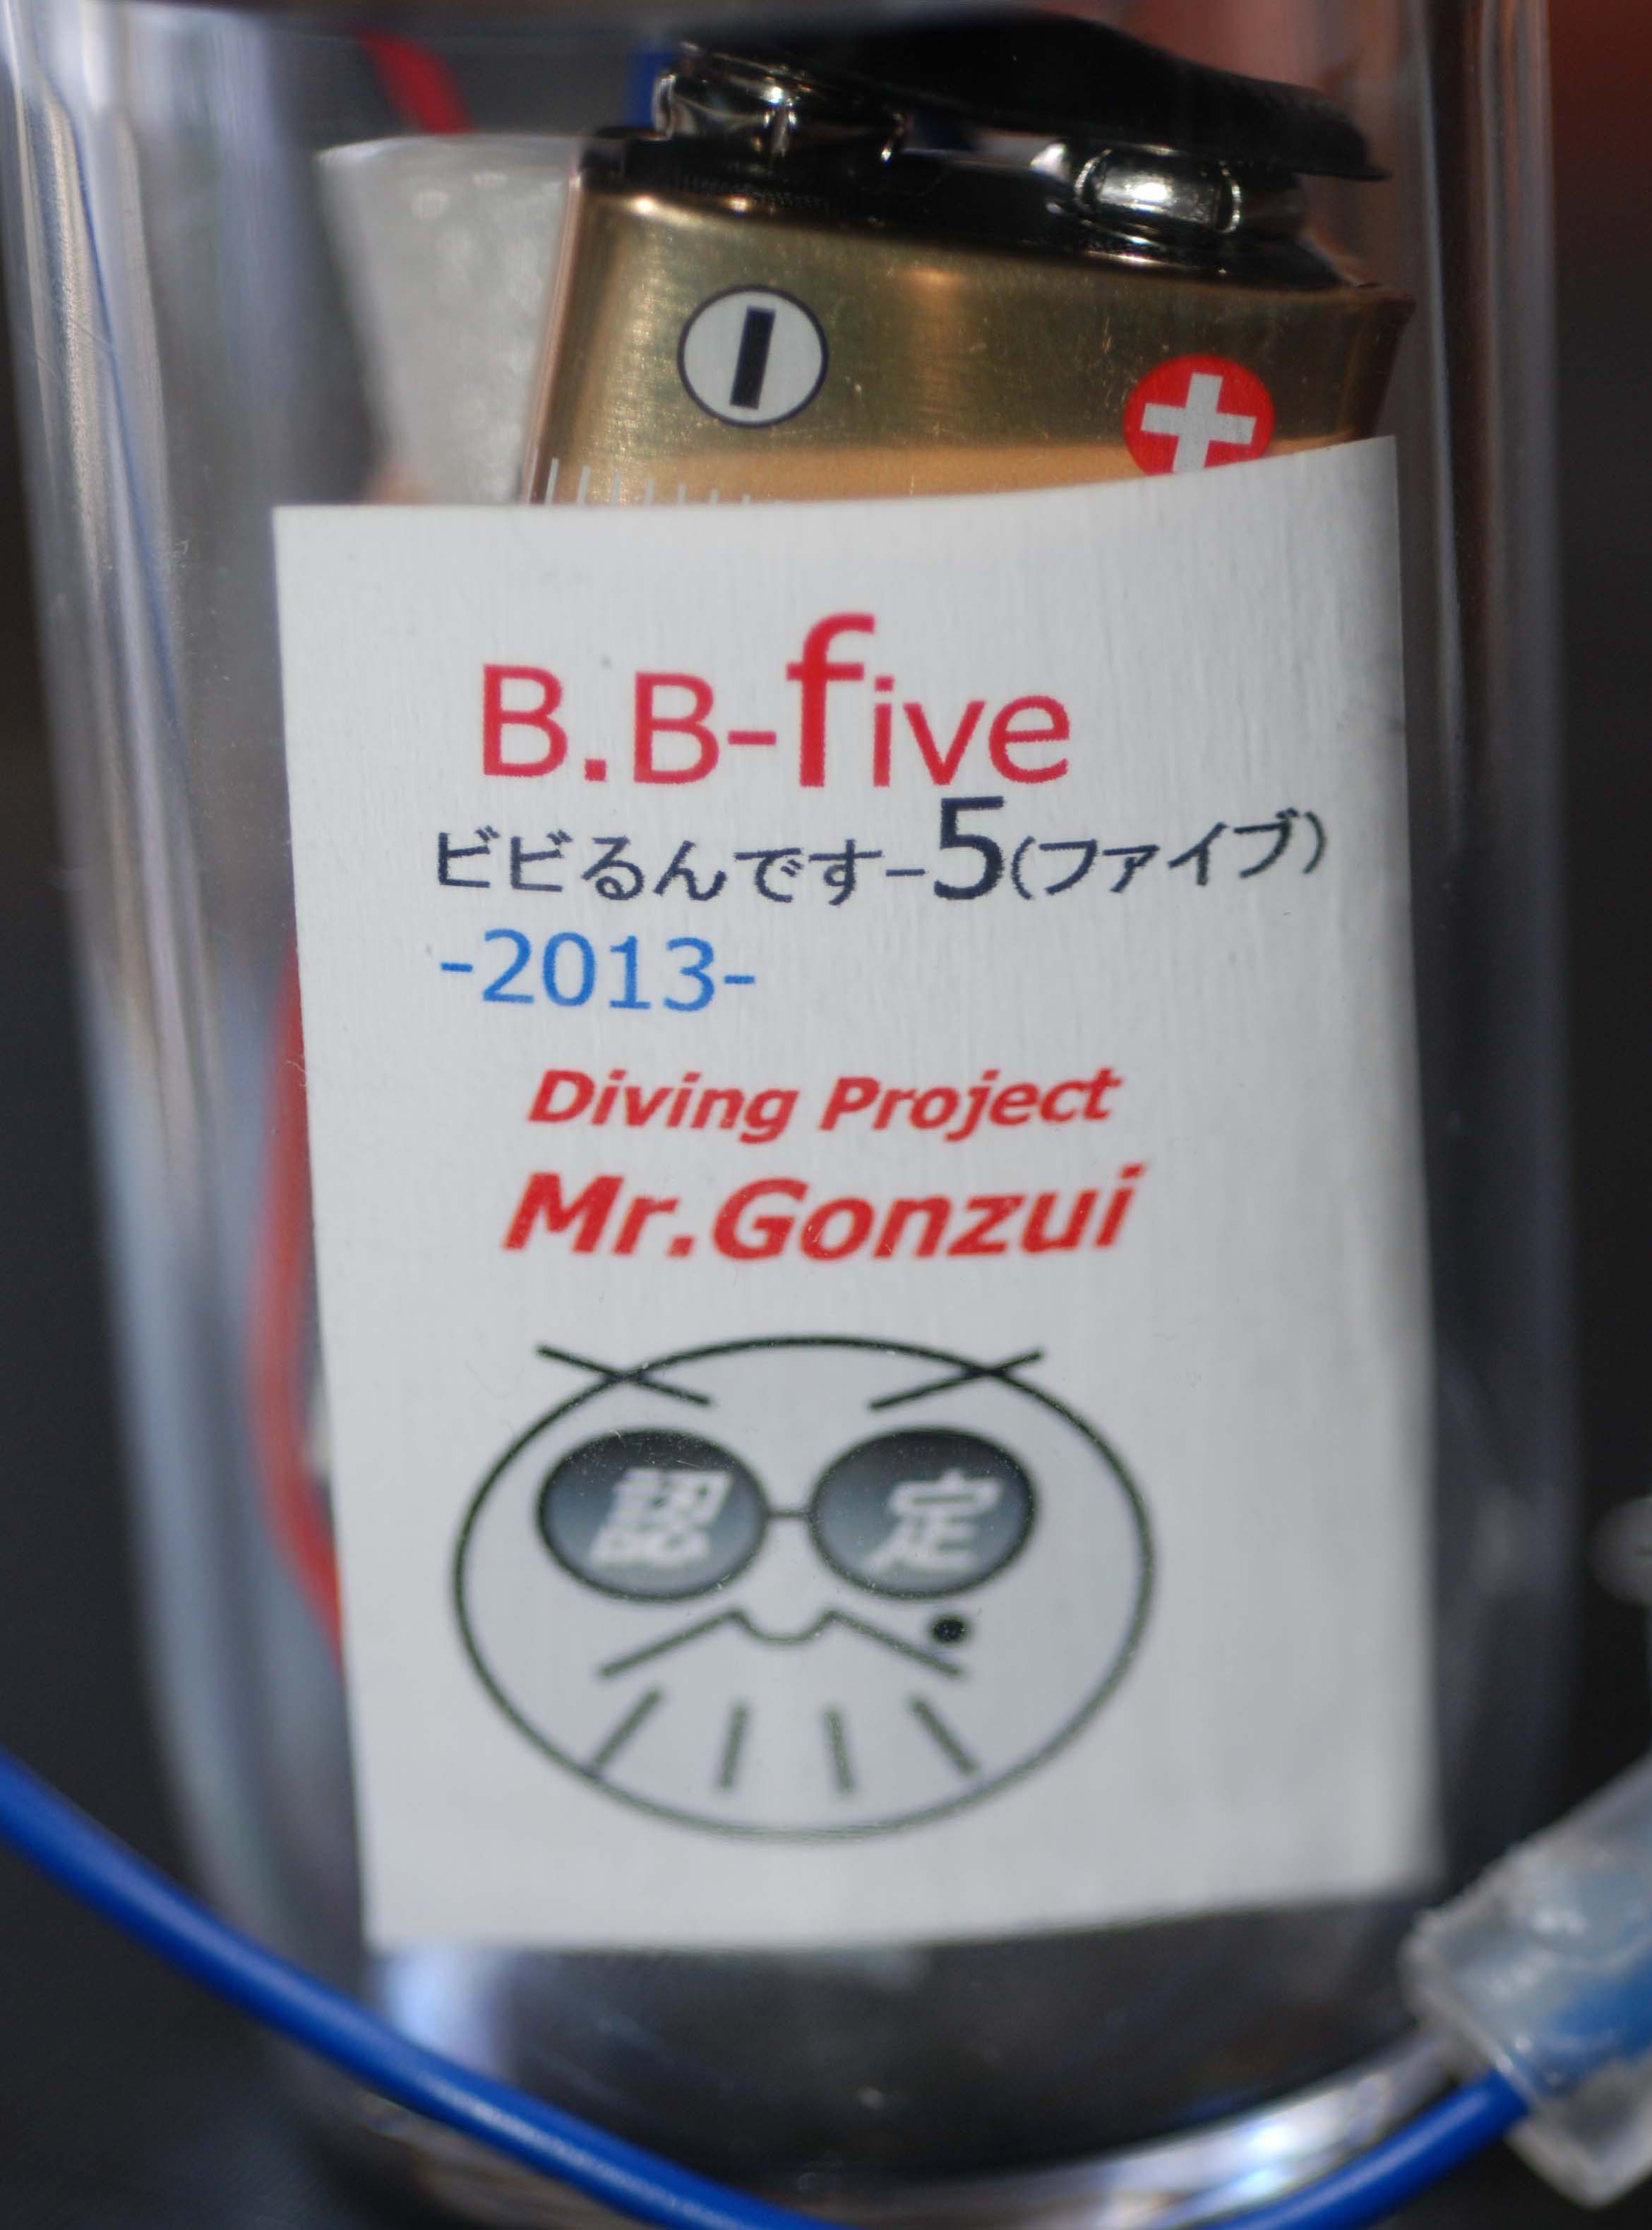 B.B-five
ビビるんです-5(ファイブ)
-2013-
Diving Project
Mr.Gonzui
認定